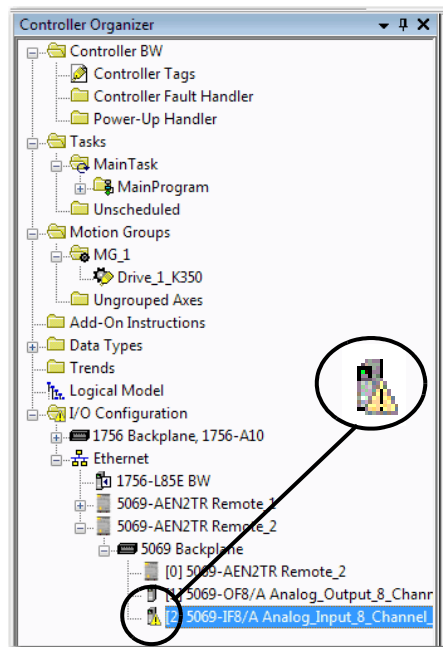 Controller Organizer
Controller BW
Controller Tags
Controller Fault Handler
Power-Up Handler
Tasks
MainTask
MainProgram
Unscheduled
Motion Groups
MG_1
Drive_1_K350
Ungrouped Axes
Add-On Instructions
Data Types
Trends
Logical Model
I/O Configuration
1756 Backplane, 1756-A10
Ethernet
1756-L85E BW
5069-AEN2TR Remote_1
5069-AEN2TR Remote_2
5069 Backplane
[0] 5069-AEN2TR Remote_2
[1] 5069-OF8/A Analog_Output_8_Chann
[2] 5069-IF8/A Analog_Input_8_Channel_